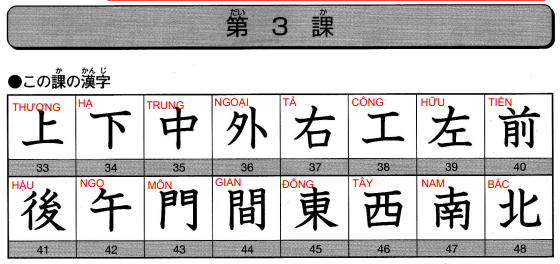 だい か
第 3 課
か かん じ
●この課の漢字
THƯỢNG HẠ TRUNG NGOẠI TẢ CÔNG HỮU TIỀN
上 下 中 外 右 工 左 前
33 34 35 36 37 38 39 40
HẬU NGỌ MÔN GIAN ĐÔNG TÂY NAM BẮC
後 午 門 間 東 西 南 北
41 42 43 44 45 46 47 48